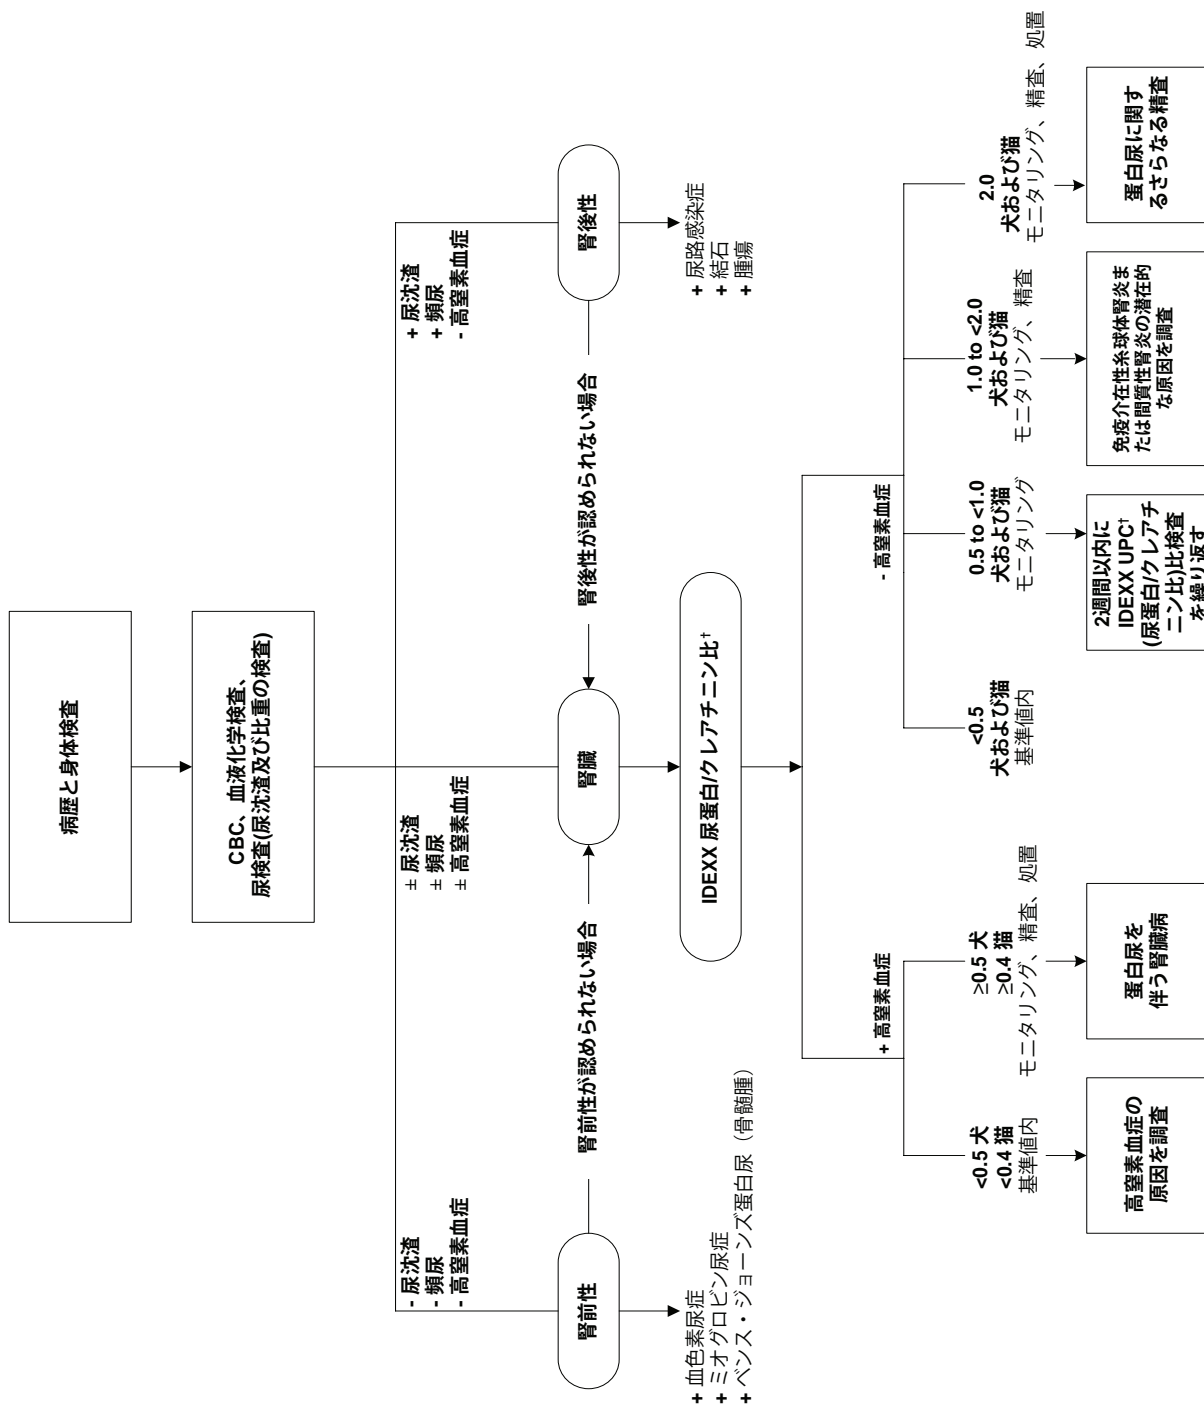 病歴と身体検査
CBC、血液化学検査、
尿検査(尿沈渣及び比重の検査)
- 尿沈渣
- 頻尿
- 高窒素血症
± 尿沈渣
± 頻尿
± 高窒素血症
+ 尿沈渣
+ 頻尿
- 高窒素血症
腎前性
腎前性が認められない場合
腎臓
腎後性が認められない場合
腎後性
+ 血色素尿症
+ ミオグロビン尿症
+ ベンス・ジョーンズ蛋白尿（骨髄腫）
IDEXX 尿蛋白/クレアチニン比†
+ 尿路感染症
+ 結石
+ 腫瘍
+ 高窒素血症
- 高窒素血症
<0.5 犬
<0.4 猫
基準値内
≥0.5 犬
≥0.4 猫
モニタリング、精査、処置
<0.5
犬および猫
基準値内
0.5 to <1.0
犬および猫
モニタリング
1.0 to <2.0
犬および猫
モニタリング、精査
2.0
犬および猫
モニタリング、精査、処置
高窒素血症の
原因を調査
蛋白尿を
伴う腎臓病
2週間以内に
IDEXX UPC†
(尿蛋白/クレアチ
ニン比)比検査
を繰り返す
免疫介在性糸球体腎炎ま
たは間質性腎炎の潜在的
な原因を調査
蛋白尿に関す
るさらなる精査